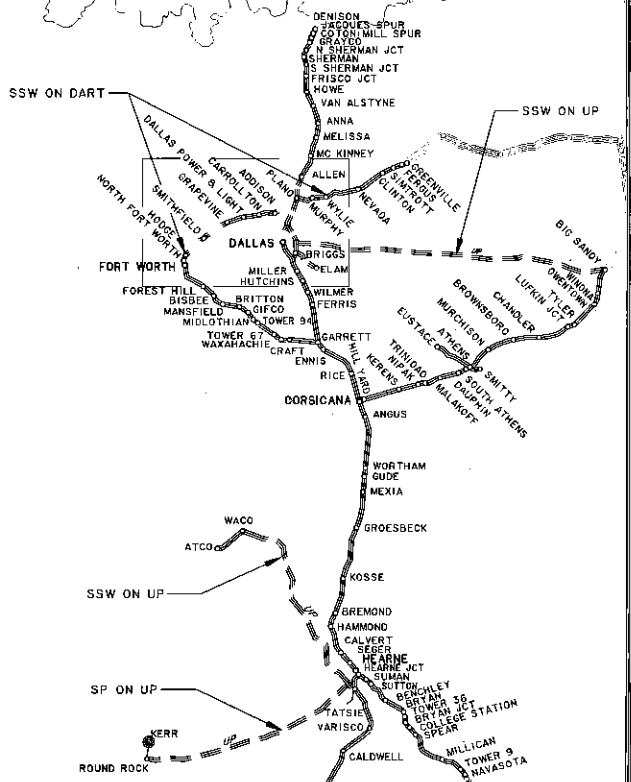 DENISON
JACQUES SPUR
COTON MILL SPUR
GRAYCO
N SHERMAN JCT
SHERMAN
S SHERMAN JCT
FRISCO JCT
HOWE
VAN ALSTYNE
ANNA
MELISSA
MC KINNEY
ALLEN
SSW ON DART
SSW ON UP
PLANO
ADDISON
CARROLLTON
DALLAS POWER & LIGHT
GRAPEVINE
SMITHFIELD
HODGE
NORTH FORT WORTH
FORT WORTH
WYLIE
MURPHY
NEVADA
CLINTON
SIMTROTT
FERGUS
GREENVILLE
UP
DALLAS
BRIGGS
ELAM
MILLER
HUTCHINS
WILMER
FERRIS
FOREST HILL
BISBEE
MANSFIELD
BRITTON
GIFCO
MIDLOTHIAN
TOWER 94
TOWER 67
WAXAHACHIE
GARRETT
CRAFT
ENNIS
RICE
HILL YARD
CORSICANA
BIG SANDY
WINONA
OWENTOWN
TYLER
LUFKIN JCT
CHANDLER
BROWNSBORO
MURCHISON
ATHENS
EUSTACE
SMITTY
SOUTH ATHENS
DAUPHIN
MALAKOFF
TRINIDAD
NIPAK
KERENS
ANGUS
WORTHAM
GUDE
MEXIA
GROESBECK
KOSSE
BREMOND
HAMMOND
CALVERT
SEGER
HEARNE
HEARNE JCT
SUMAN
SUTTON
BENCHLEY
BRYAN
TOWER 36
BRYAN JCT
COLLEGE STATION
SPEAR
MILLICAN
TOWER 9
NAVASOTA
WACO
ATCO
SSW ON UP
UP
SP ON UP
UP
KERR
ROUND ROCK
TATSIE
VARISCO
CALDWELL